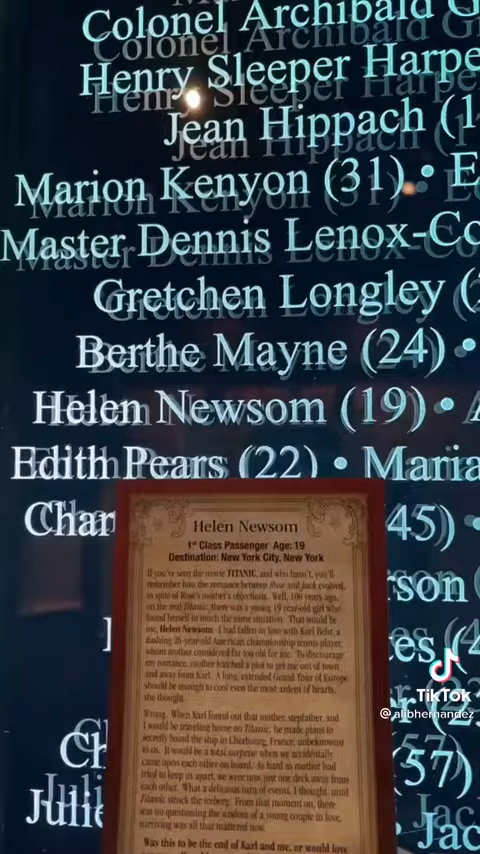 Colonel Archibald G
Henry Sleeper Harpe
Jean Hippach (1
Marion Kenyon (31) • E
Master Dennis Lenox-Co
Gretchen Longley (
Berthe Mayne (24) •
Helen Newsom (19) • A
Edith Pears (22) • Maria
Char
45) •
rson
ces (4
(57)
Ch
Julie
Jac
Helen Newsom
1st Class Passenger Age: 19
Destination: New York City, New York
If you've seen the movie TITANIC, and who hasn't, you'll
remember how the romance between Rose and Jack evolved,
in spite of Rose's mother's objections. Well, 100 years ago,
on the real Titanic, there was a young 19 year-old girl who
found herself in much the same situation. That would be
me, Helen Newsom. I had fallen in love with Karl Behr, a
dashing 26-year-old American championship tennis player,
whom mother considered far too old for me. To discourage
my romance, mother hatched a plot to get me out of town
and away from Karl. A long, extended Grand Tour of Europe
should be enough to cool even the most ardent of hearts,
she thought.
Wrong. When Karl found out that mother, stepfather, and
I would be traveling home on Titanic, he made plans to
secretly board the ship in Cherbourg, France, unbeknownst
to us. It would be a total surprise when we accidentally
came upon each other on board. As hard as mother had
tried to keep us apart, we were now just one deck away from
each other. What a delicious turn of events, I thought, until
Titanic struck the iceberg. From that moment on, there
was no questioning the wisdom of a young couple in love,
surviving was all that mattered now.
Was this to be the end of Karl and me, or would love
TikTok
@alibhernandez